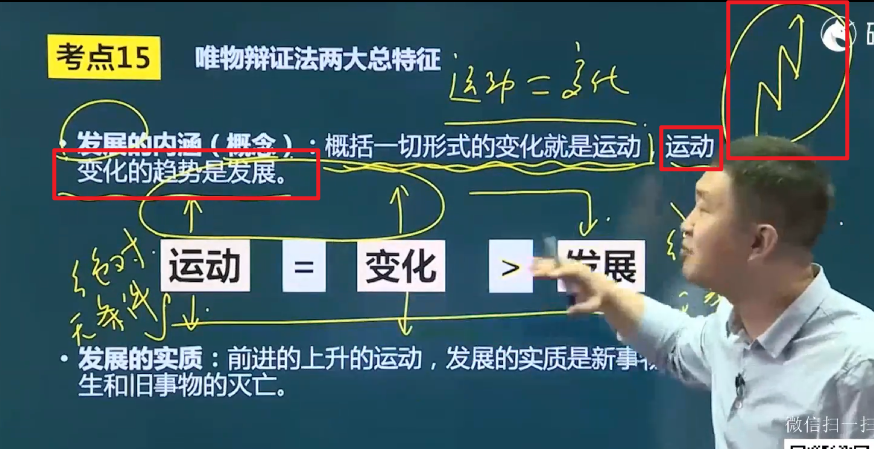 考点15 唯物辩证法两大总特征
运动=变化
• 发展的内涵（概念）：概括一切形式的变化就是运动，运动
变化的趋势是发展。
绝对
无条件
运动 = 变化 > 发展
• 发展的实质：前进的上升的运动，发展的实质是新事物
生和旧事物的灭亡。
微信扫一扫